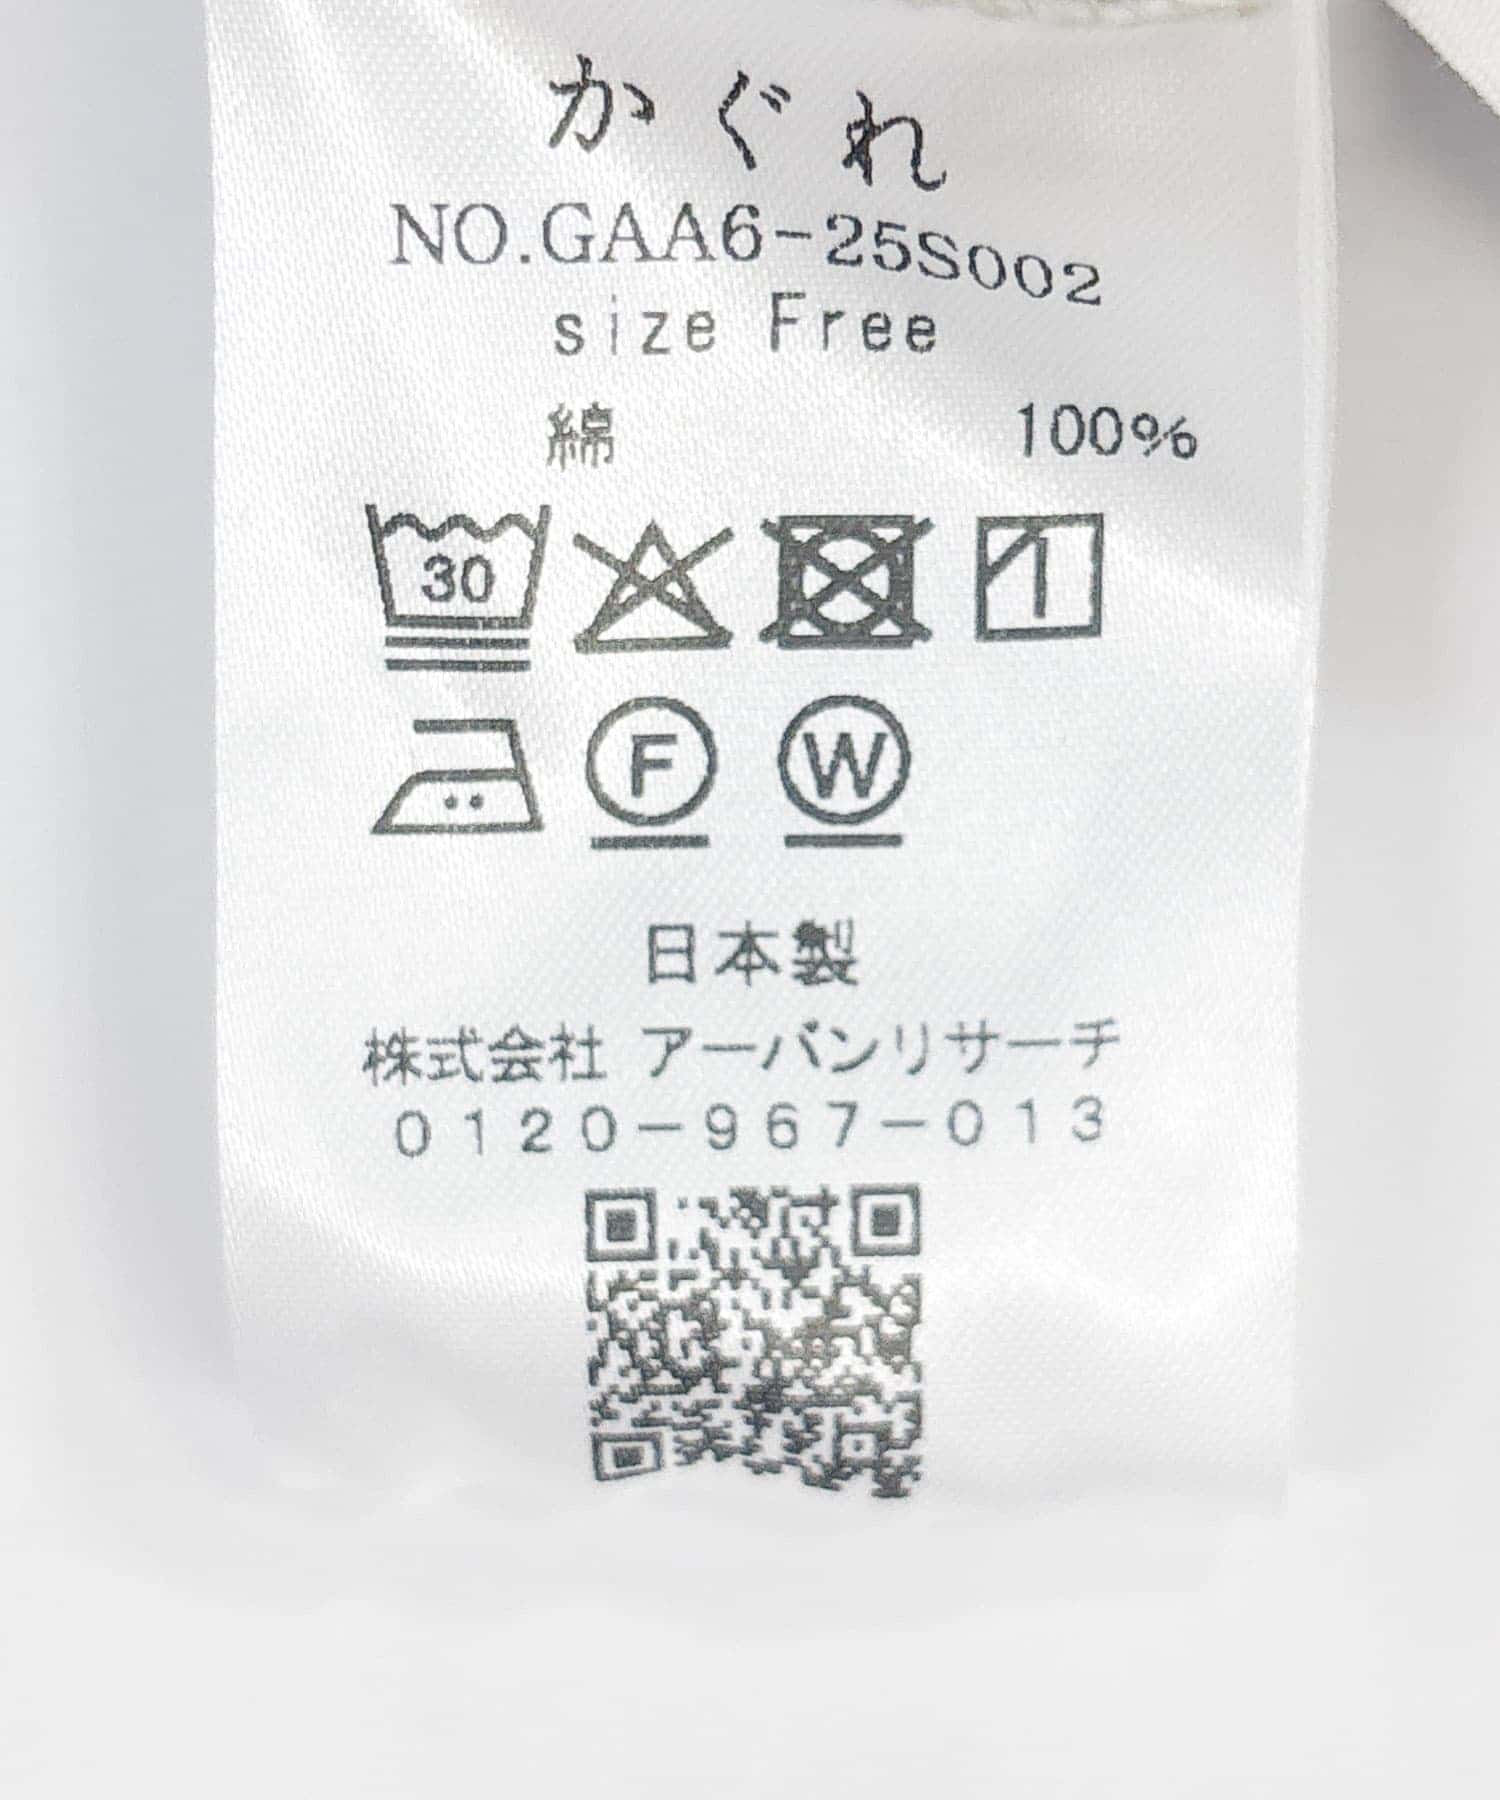 かぐれ
NO.GAA6-25S002
size Free
綿 100%
30
F W
日本製
株式会社 アーバンリサーチ
0120-967-013